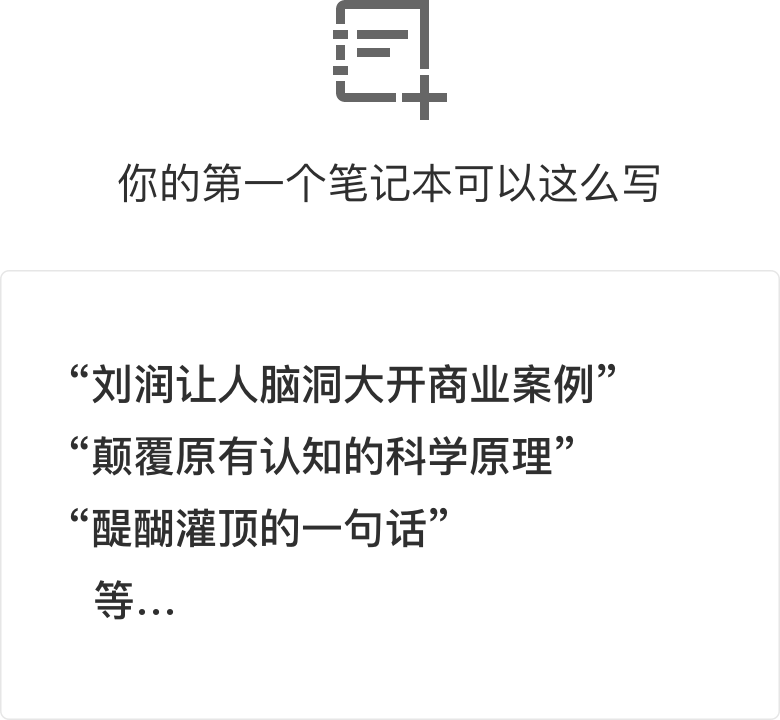 你的第一个笔记本可以这么写
“刘润让人脑洞大开商业案例”
“颠覆原有认知的科学原理”
“醍醐灌顶的一句话”
等...